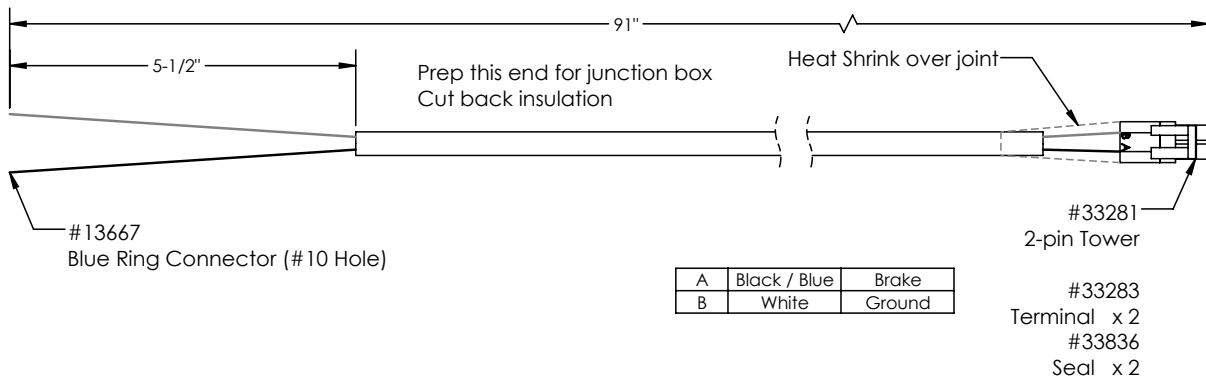 91"
5-1/2"
Prep this end for junction box
Cut back insulation
Heat Shrink over joint
B
A
#13667
Blue Ring Connector (#10 Hole)
#33281
2-pin Tower
A Black / Blue Brake
B White Ground
#33283
Terminal x 2
#33836
Seal x 2